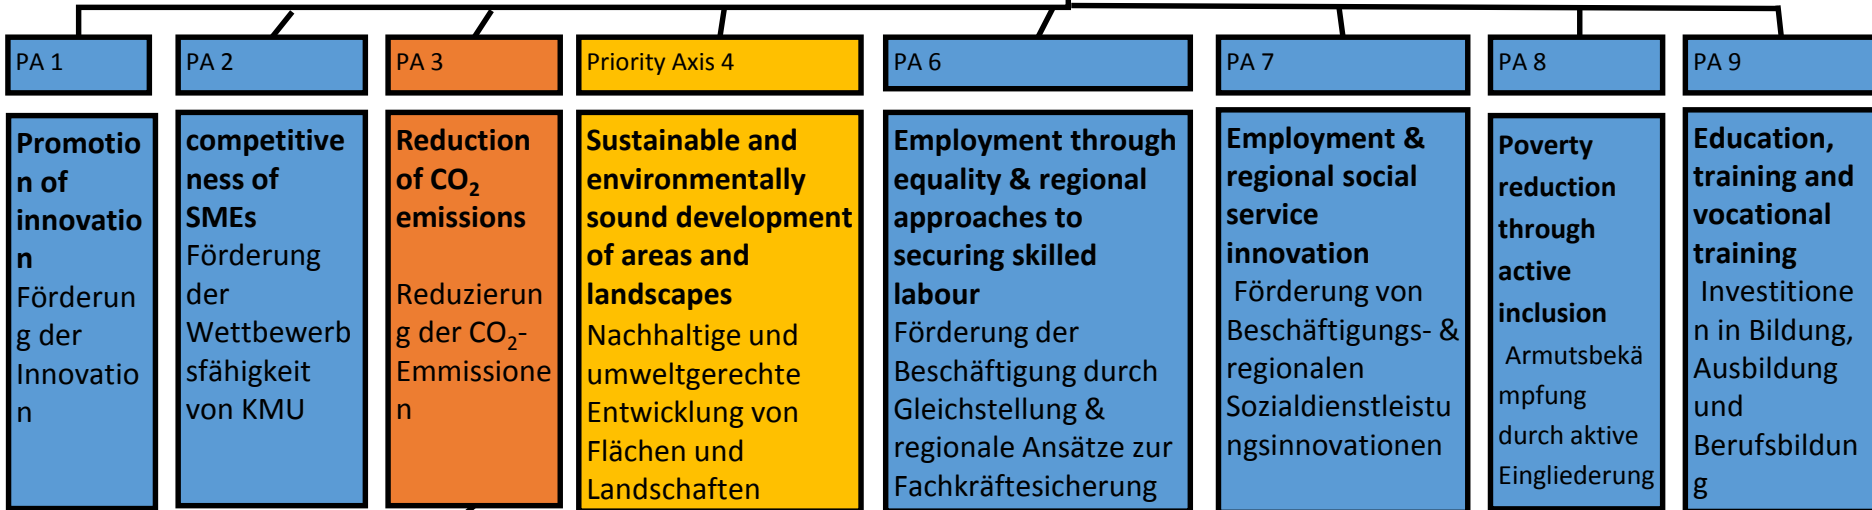 PA 1
PA 2
PA 3
Priority Axis 4
PA 6
PA 7
PA 8
PA 9
Promotio
n of
innovatio
n
Förderun
g der
Innovatio
n
competitive
ness of
SMEs
Förderung
der
Wettbewerb
sfähigkeit
von KMU
Reduction
of CO₂
emissions
Reduzierun
g der CO₂-
Emmissione
n
Sustainable and
environmentally
sound development
of areas and
landscapes
Nachhaltige und
umweltgerechte
Entwicklung von
Flächen und
Landschaften
Employment through
equality & regional
approaches to
securing skilled
labour
Förderung der
Beschäftigung durch
Gleichstellung &
regionale Ansätze zur
Fachkräftesicherung
Employment &
regional social
service
innovation
Förderung von
Beschäftigungs- &
regionalen
Sozialdienstleistu
ngsinnovationen
Poverty
reduction
through
active
inclusion
Armutsbekä
mpfung
durch aktive
Eingliederung
Education,
training and
vocational
training
Investitione
n in Bildung,
Ausbildung
und
Berufsbildun
g